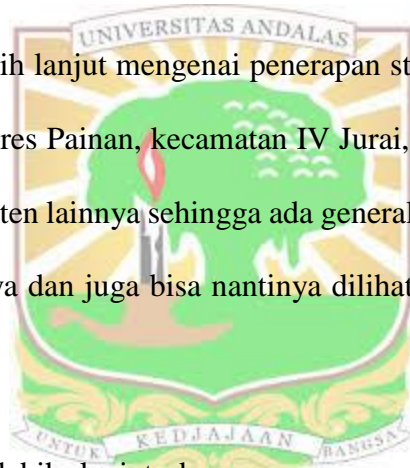 UNIVERSITAS ANDALAS
ih lanjut mengenai penerapan st
res Painan, kecamatan IV Jurai,
ten lainnya sehingga ada general
a dan juga bisa nantinya dilihat
UNTUK KEDJAJAAN BANGSA